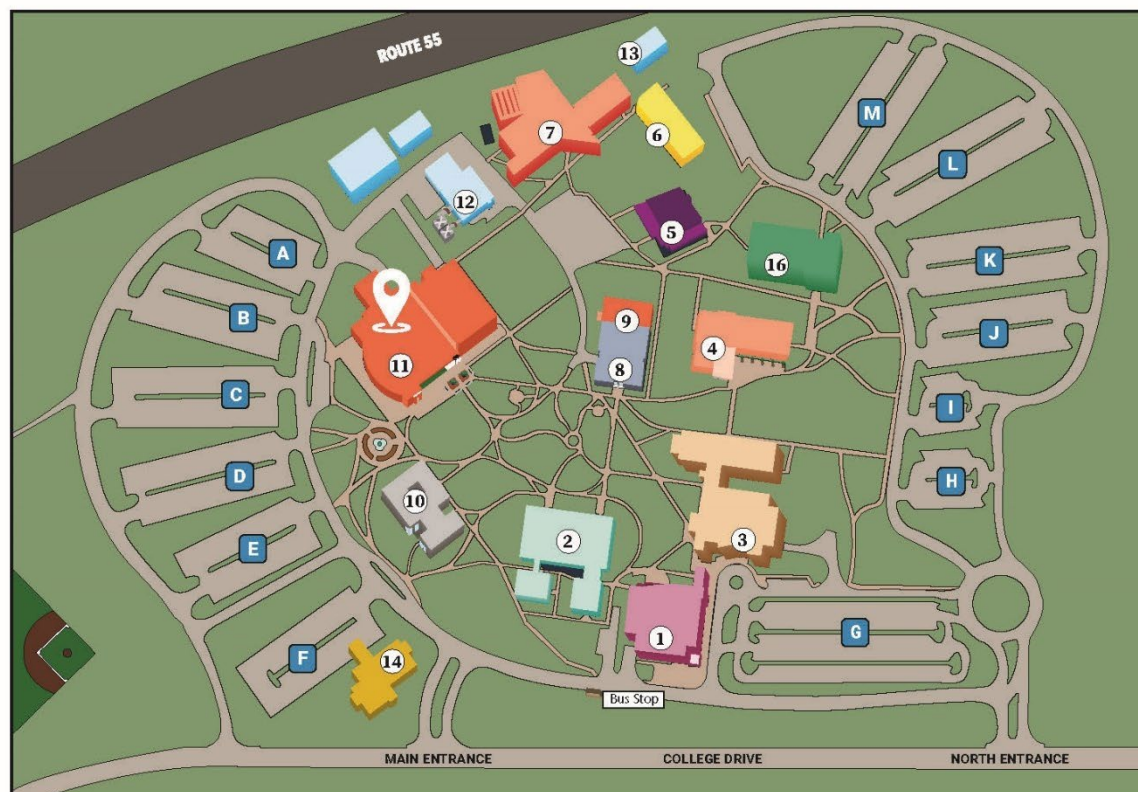 ROUTE 55
13
7
M
6
L
12
5
A
16
K
B
9
J
4
11
8
C
I
D
H
10
2
3
E
G
1
F
14
Bus Stop
MAIN ENTRANCE
COLLEGE DRIVE
NORTH ENTRANCE